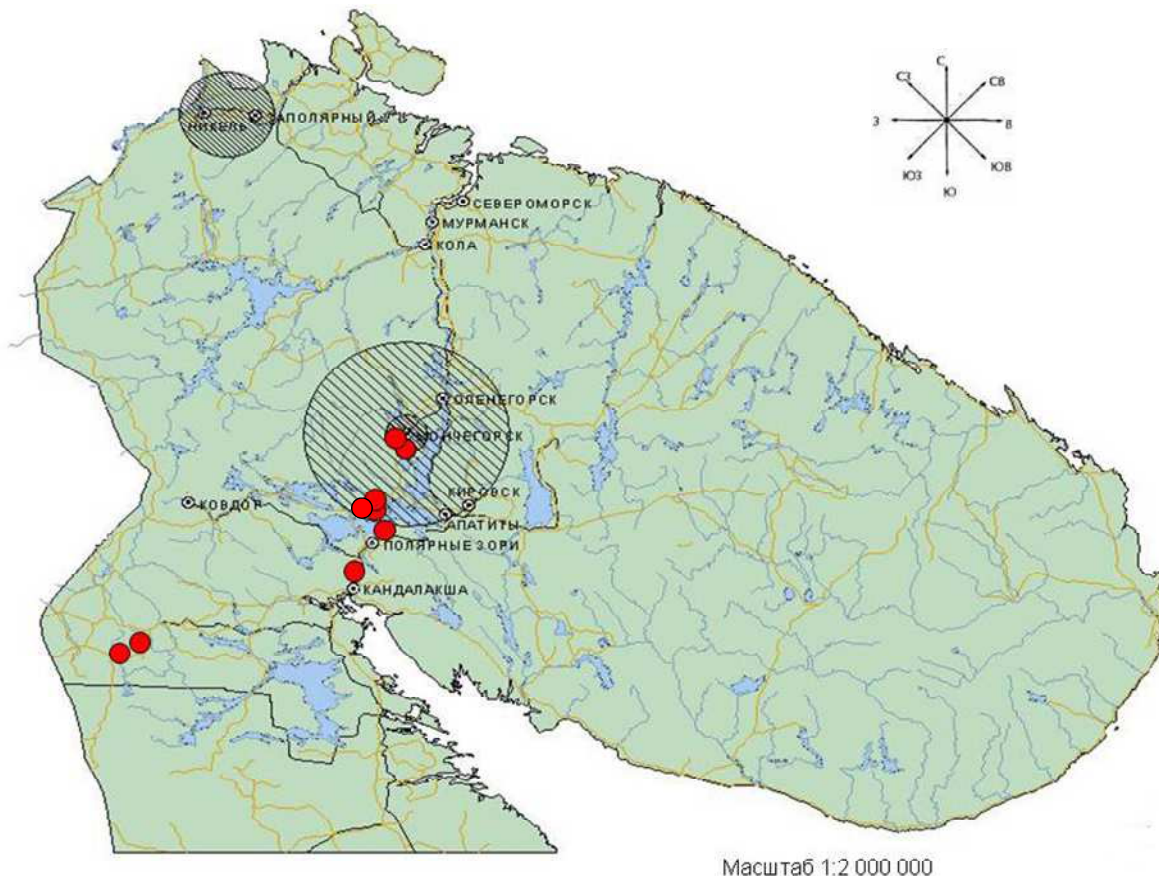 С
СЗ
СВ
З
В
ЮЗ
ЮВ
Ю
НИКЕЛЬ
ЗАПОЛЯРНЫЙ
СЕВЕРОМОРСК
МУРМАНСК
КОЛА
ОЛЕНЕГОРСК
МОНЧЕГОРСК
КИРОВСК
КОВДОР
АПАТИТЫ
ПОЛЯРНЫЕ ЗОРИ
КАНДАЛАКША
Масштаб 1:2 000 000